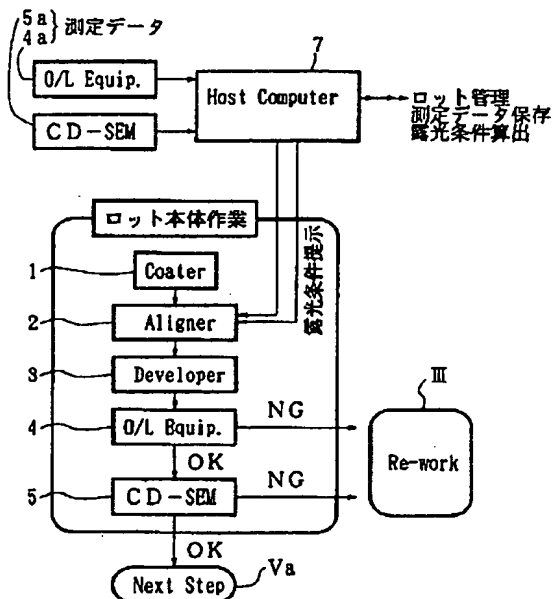 5a
4a
測定データ
7
O/L Equip.
CD-SEM
Host Computer
ロット管理
測定データ保存
露光条件算出
ロット本体作業
露光条件提示
1
Coater
2
Aligner
3
Developer
4
O/L Equip.
NG
OK
5
CD-SEM
NG
OK
III
Re-work
Next Step
Va